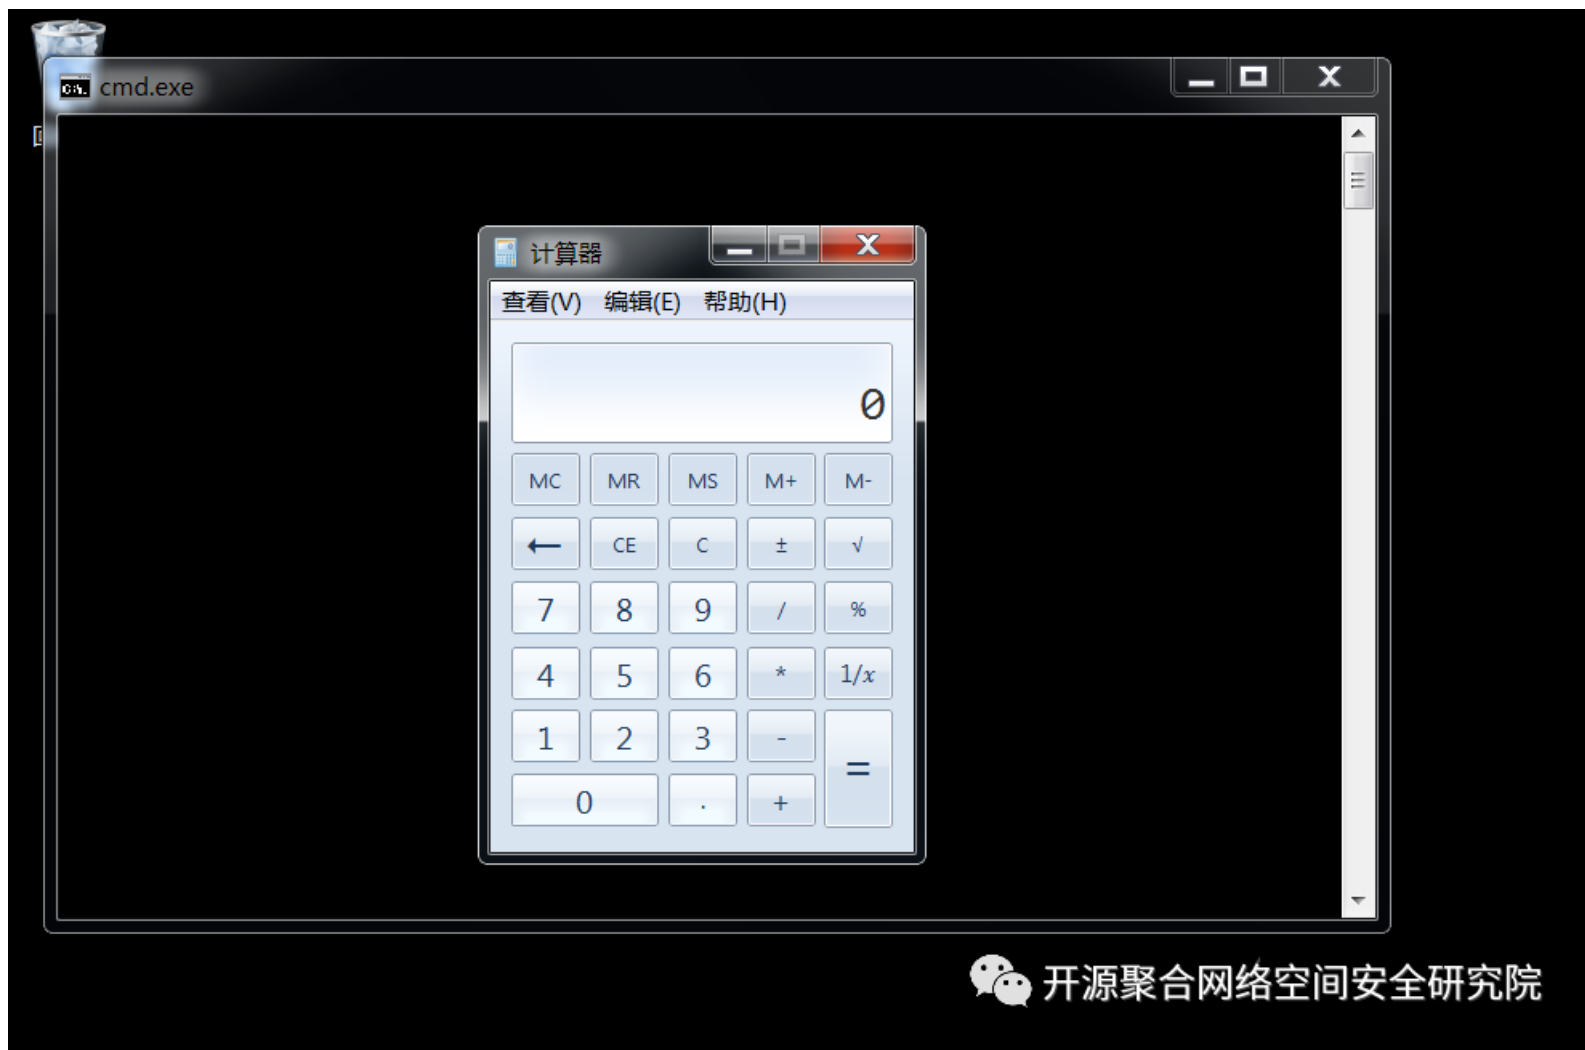 C:\.
cmd.exe
计算器
查看(V) 编辑(E) 帮助(H)
0
MC MR MS M+ M-
← CE C ± √
7 8 9 / %
4 5 6 * 1/x
1 2 3 -
=
0 . +
开源聚合网络空间安全研究院